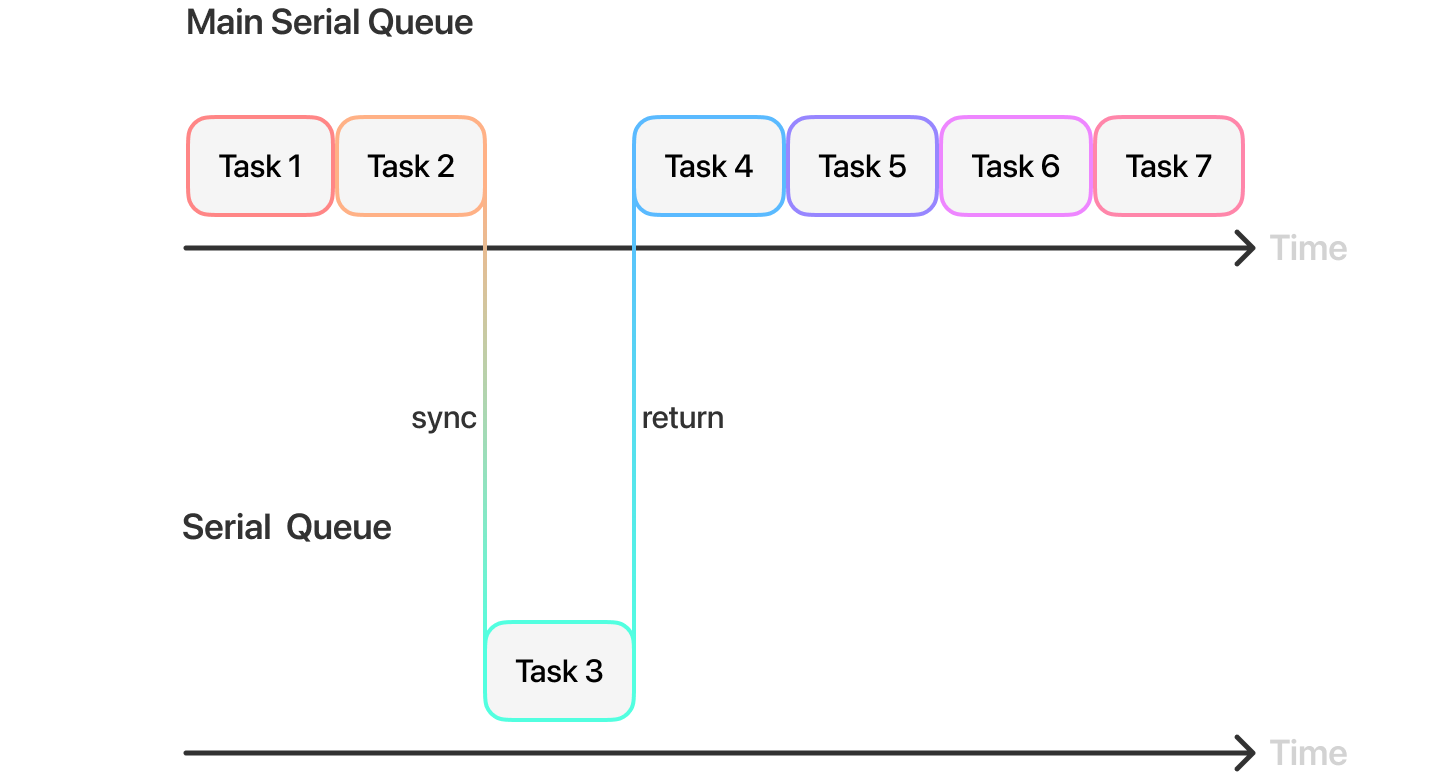 Main Serial Queue
Task 1 Task 2 Task 4 Task 5 Task 6 Task 7
Time
sync return
Serial Queue
Task 3
Time